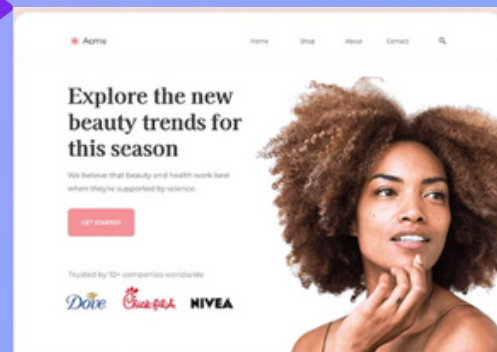 Acme
Home Shop About Contact
Explore the new
beauty trends for
this season
We believe that beauty and health work best
when they're supported by science.
GET STARTED
Trusted by 10+ companies worldwide
Dove Chick-fil-A NIVEA